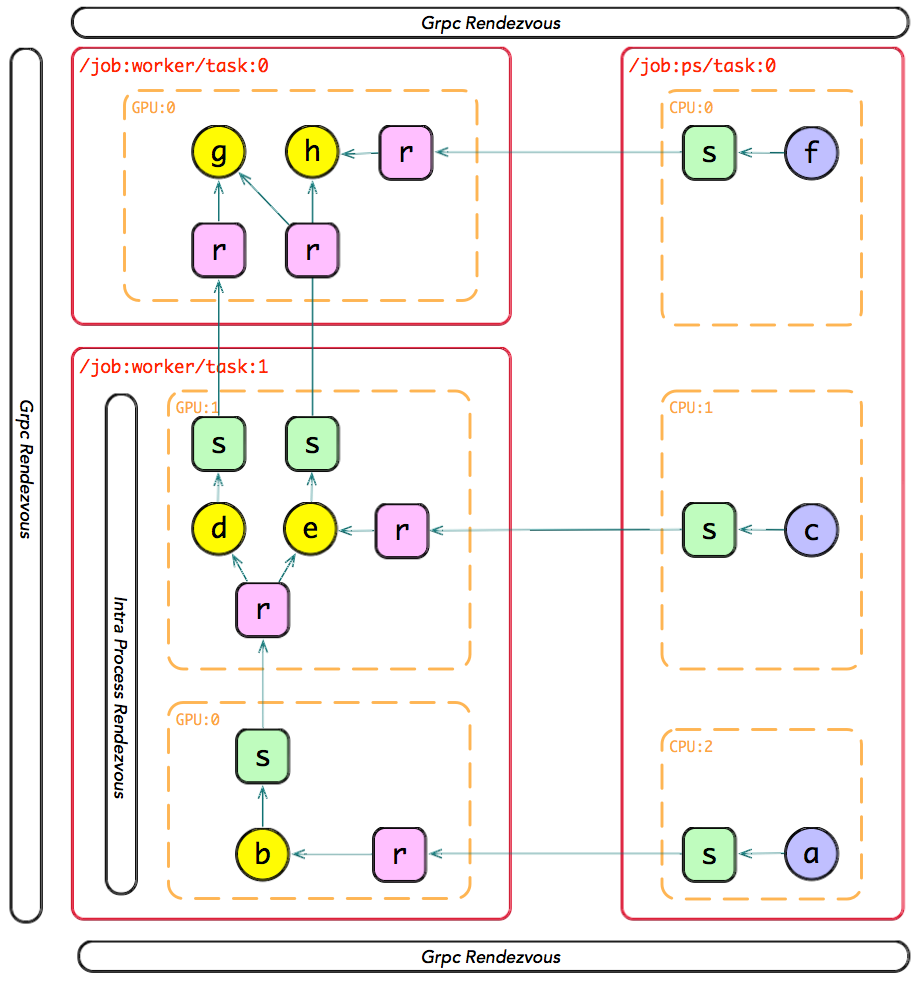 Grpc Rendezvous
/job:worker/task:0
/job:ps/task:0
GPU:0
CPU:0
g
h
r
s
f
r
r
Grpc Rendezvous
/job:worker/task:1
GPU:1
CPU:1
s
s
d
e
r
s
c
r
Intra Process Rendezvous
GPU:0
CPU:2
s
b
r
s
a
Grpc Rendezvous